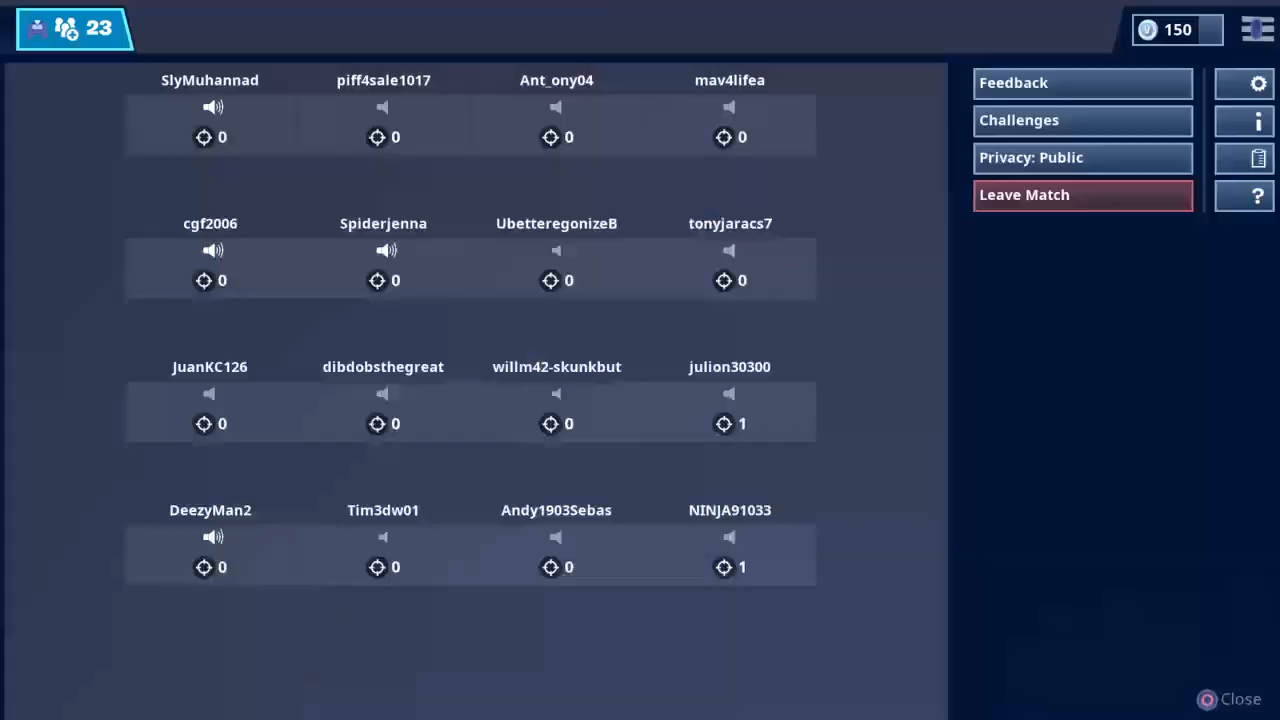 23
150
SlyMuhannad piff4sale1017 Ant_ony04 mav4lifea
0 0 0 0
cgf2006 Spiderjenna UbetteregonizeB tonyjaracs7
0 0 0 0
JuanKC126 dibdobsthegreat willm42-skunkbut julion30300
0 0 0 1
DeezyMan2 Tim3dw01 Andy1903Sebas NINJA91033
0 0 0 1
Feedback
Challenges
Privacy: Public
Leave Match
Close